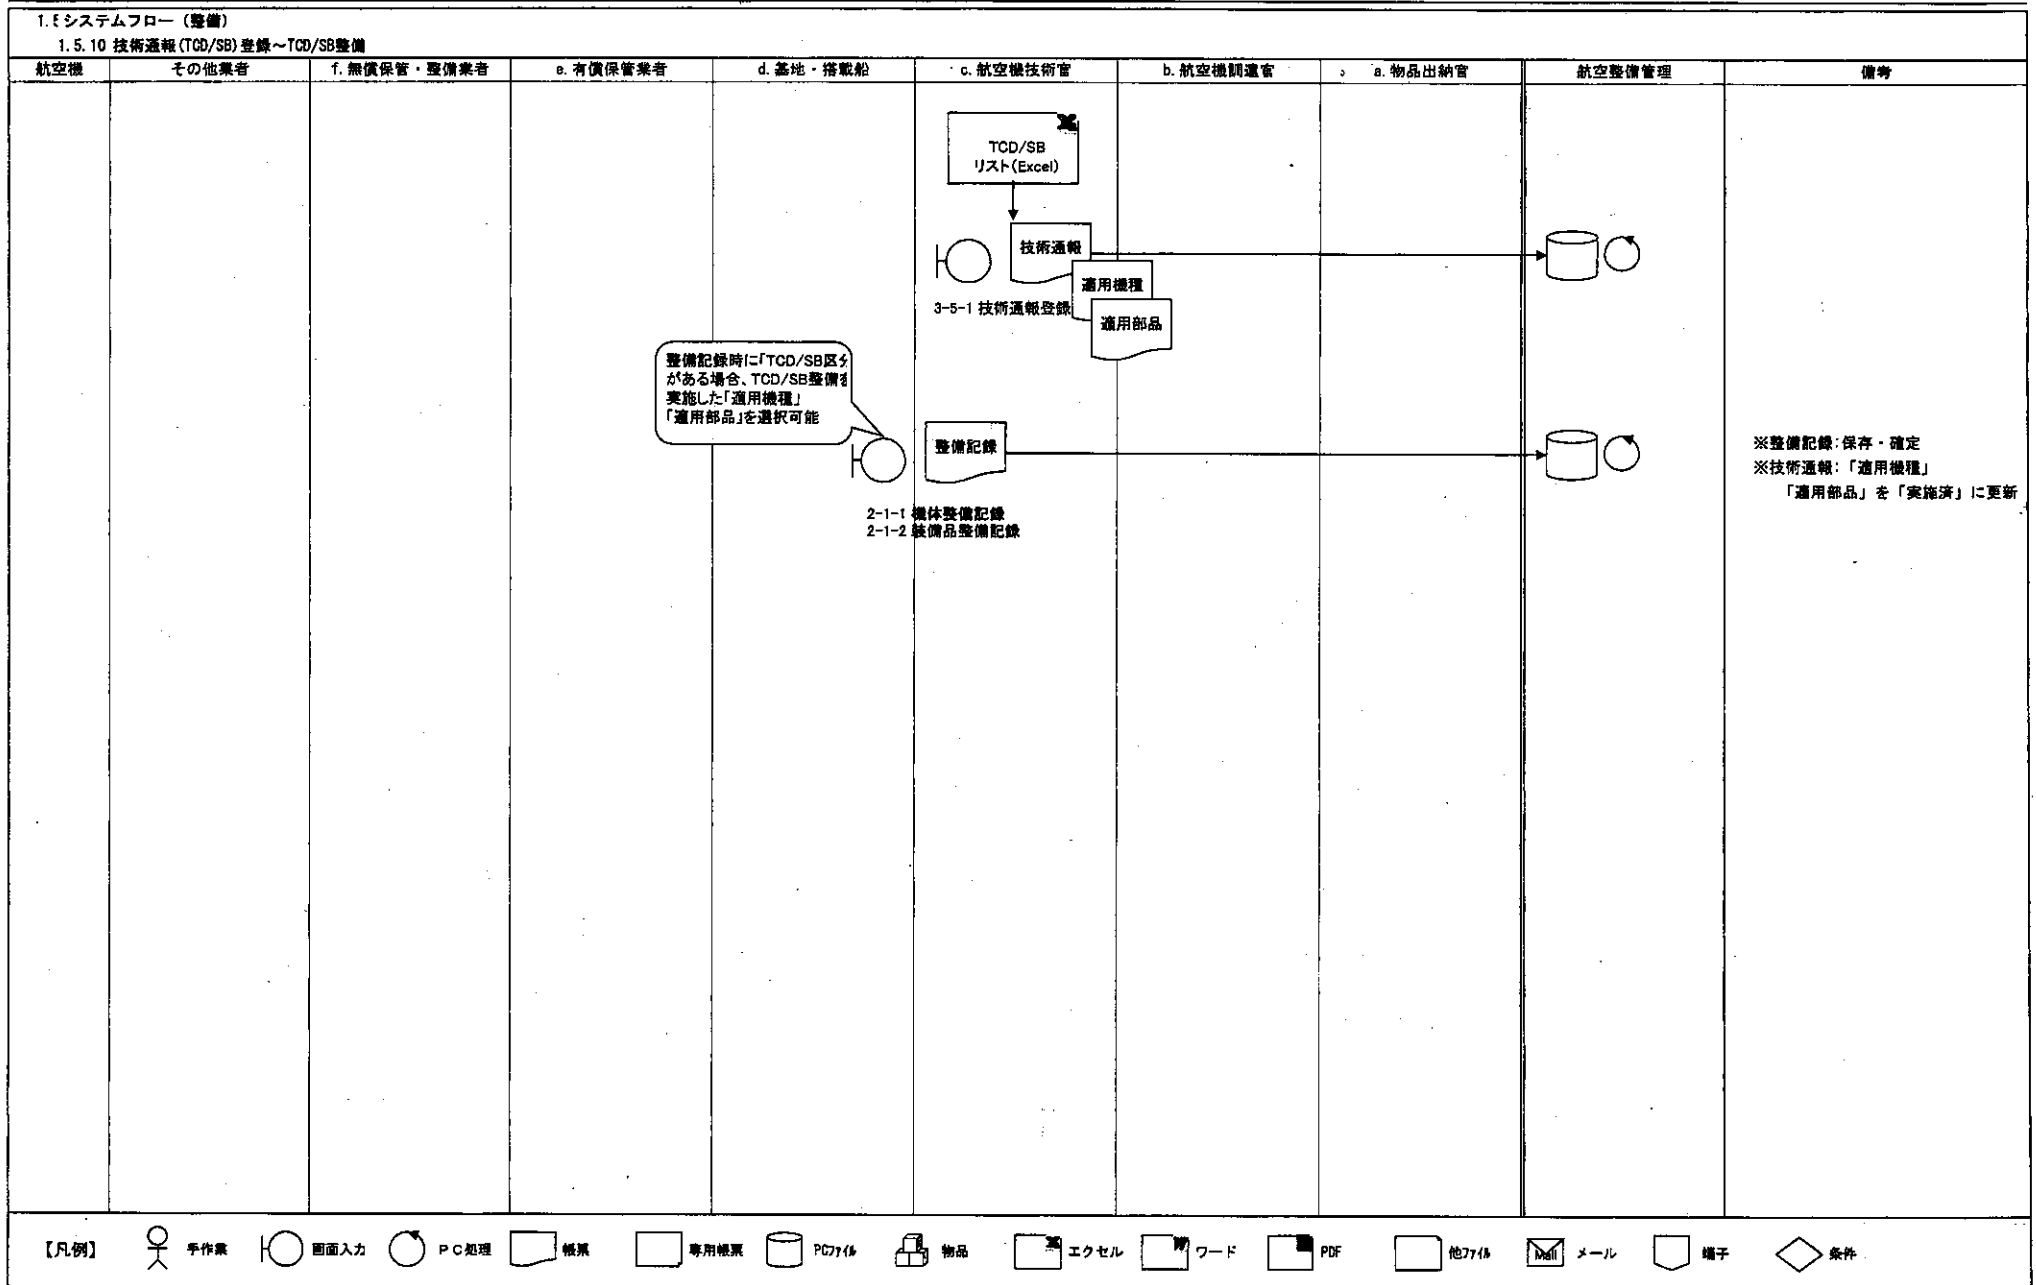 1.5システムフロー（整備）
1.5.10 技術通報(TCD/SB)登録～TCD/SB整備
航空機 その他業者 f.無償保管・整備業者 e.有償保管業者 d.基地・搭載船 c.航空機技術官 b.航空機調達官 a.物品出納官 航空整備管理 備考
TCD/SB
リスト(Excel)
技術通報
適用機種
3-5-1 技術通報登録
適用部品
整備記録時に｢TCD/SB区分
がある場合、TCD/SB整備を
実施した｢適用機種｣
｢適用部品｣を選択可能
整備記録
※整備記録：保存・確定
※技術通報：「適用機種」
「適用部品」を「実施済」に更新
2-1-1 機体整備記録
2-1-2 装備品整備記録
【凡例】 手作業 画面入力 ＰＣ処理 帳票 専用帳票 PCﾌｧｲﾙ 物品 エクセル ワード PDF 他ﾌｧｲﾙ Mail メール 端子 条件